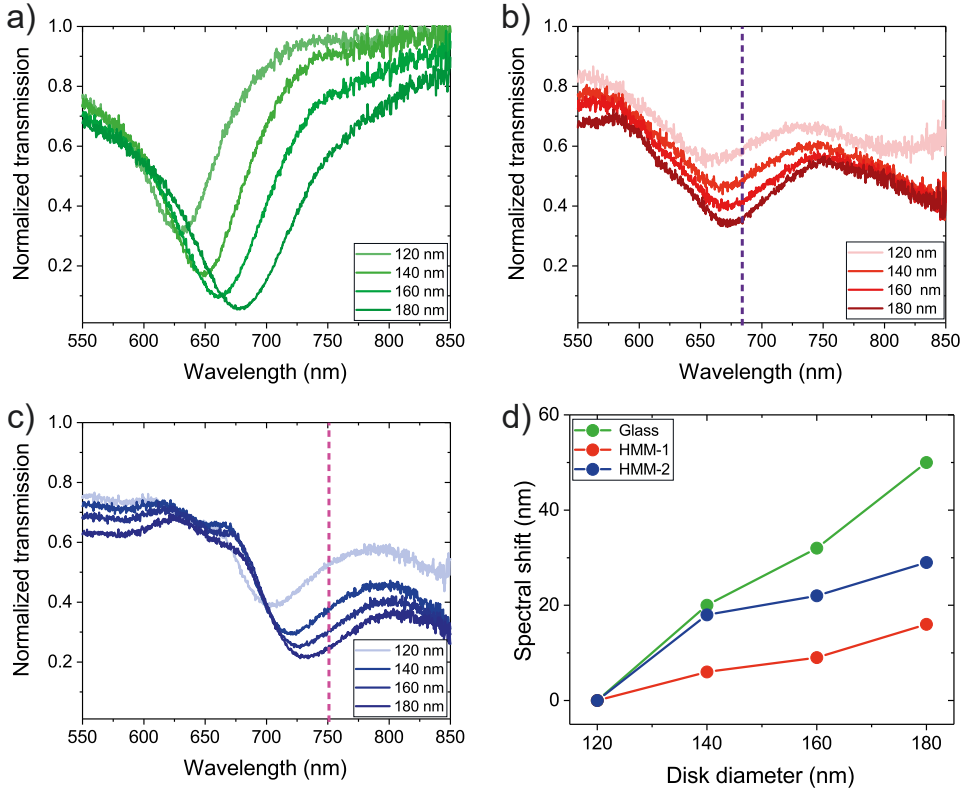 a)
1.0
0.8
0.6
0.4
0.2
Normalized transmission
120 nm
140 nm
160 nm
180 nm
550 600 650 700 750 800 850
Wavelength (nm)
b)
1.0
0.8
0.6
0.4
0.2
Normalized transmission
120 nm
140 nm
160 nm
180 nm
550 600 650 700 750 800 850
Wavelength (nm)
c)
1.0
0.8
0.6
0.4
0.2
Normalized transmission
120 nm
140 nm
160 nm
180 nm
550 600 650 700 750 800 850
Wavelength (nm)
d)
60
40
20
0
Spectral shift (nm)
Glass
HMM-1
HMM-2
120 140 160 180
Disk diameter (nm)